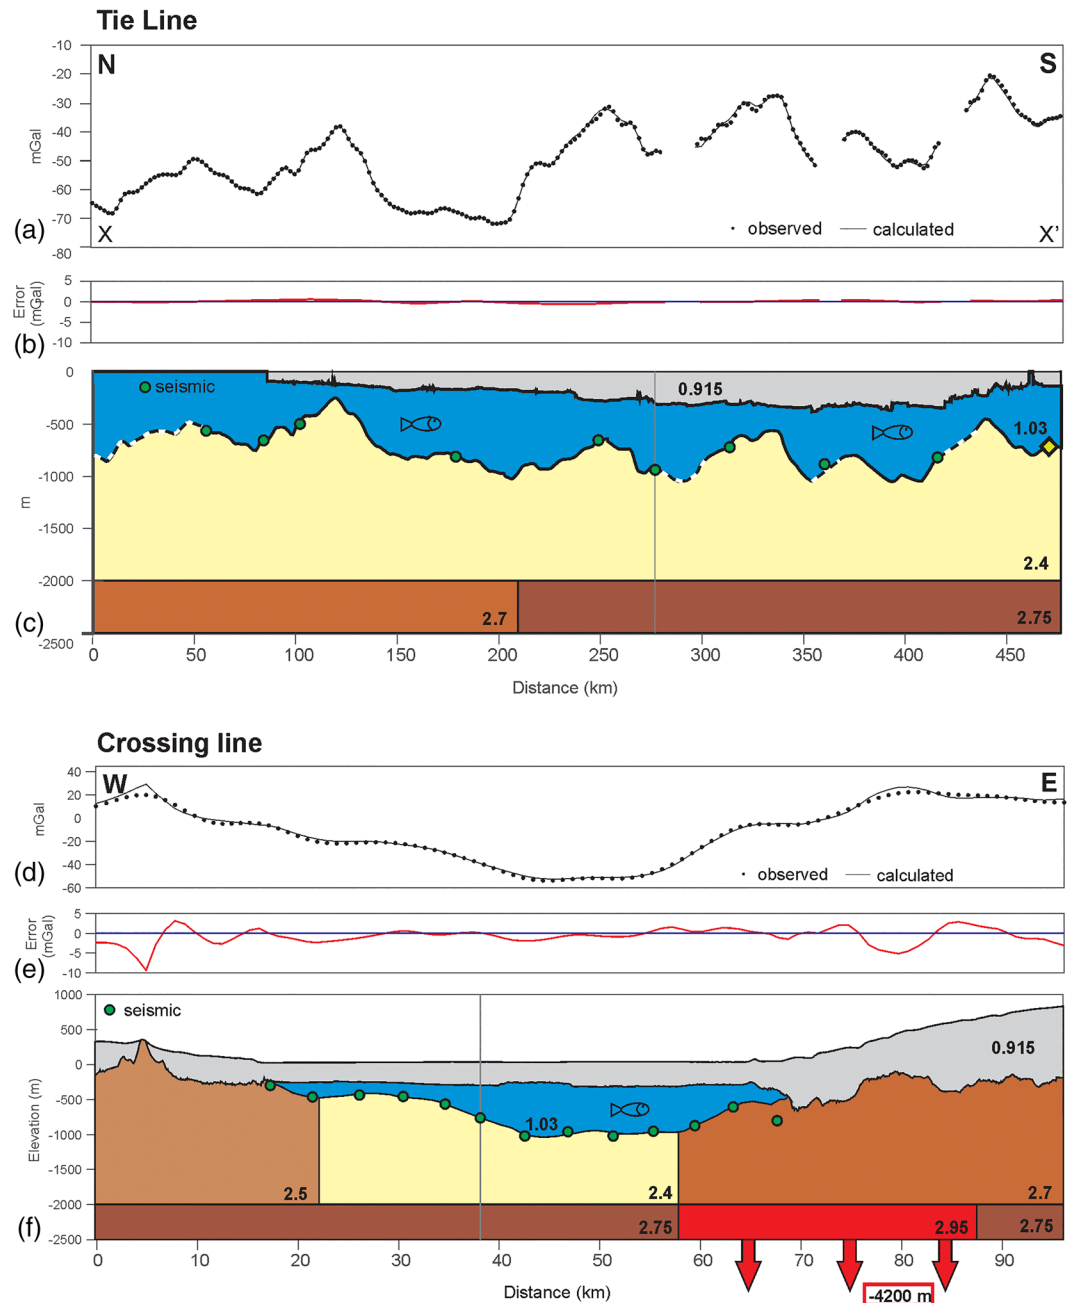 Tie Line
-10
N
S
-20
-30
-40
mGal
-50
-60
-70
(a)
X
observed
calculated
X'
-80
5
0
-5
-10
Error
(mGal)
(b)
0
seismic
0.915
-500
1.03
-1000
m
-1500
-2000
2.4
(c)
2.7
2.75
-2500
0 50 100 150 200 250 300 350 400 450
Distance (km)
Crossing line
40
W
E
20
0
mGal
-20
-40
-60
(d)
observed
calculated
5
0
-5
-10
Error
(mGal)
(e)
1000
seismic
500
0.915
0
-500
Elevation (m)
1.03
-1000
-1500
2.5
2.4
2.7
-2000
(f)
2.75
2.95
2.75
-2500
0 10 20 30 40 50 60 70 80 90
Distance (km)
-4200 m